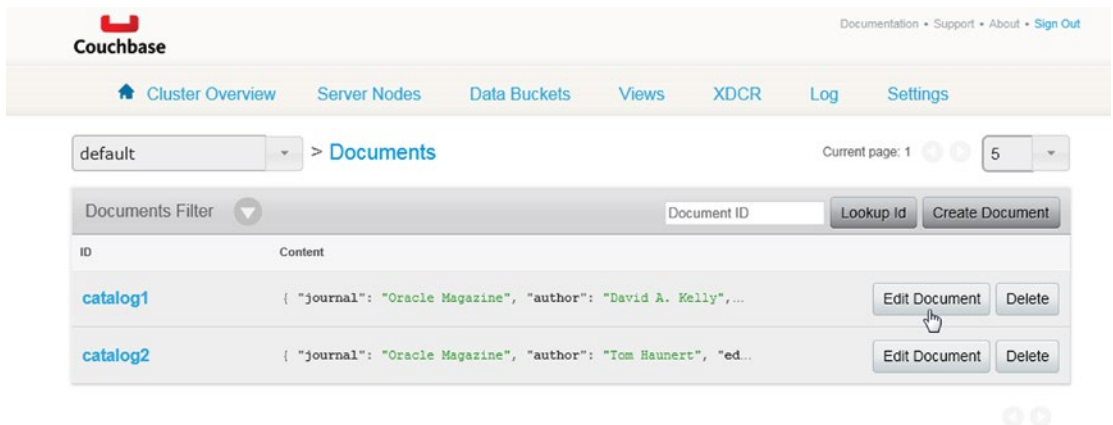 Couchbase
Documentation • Support • About • Sign Out
Cluster Overview Server Nodes Data Buckets Views XDCR Log Settings
default > Documents Current page: 1 5
Documents Filter Document ID Lookup Id Create Document
ID Content
catalog1 { "journal": "Oracle Magazine", "author": "David A. Kelly",... Edit Document Delete
catalog2 { "journal": "Oracle Magazine", "author": "Tom Haunert", "ed... Edit Document Delete